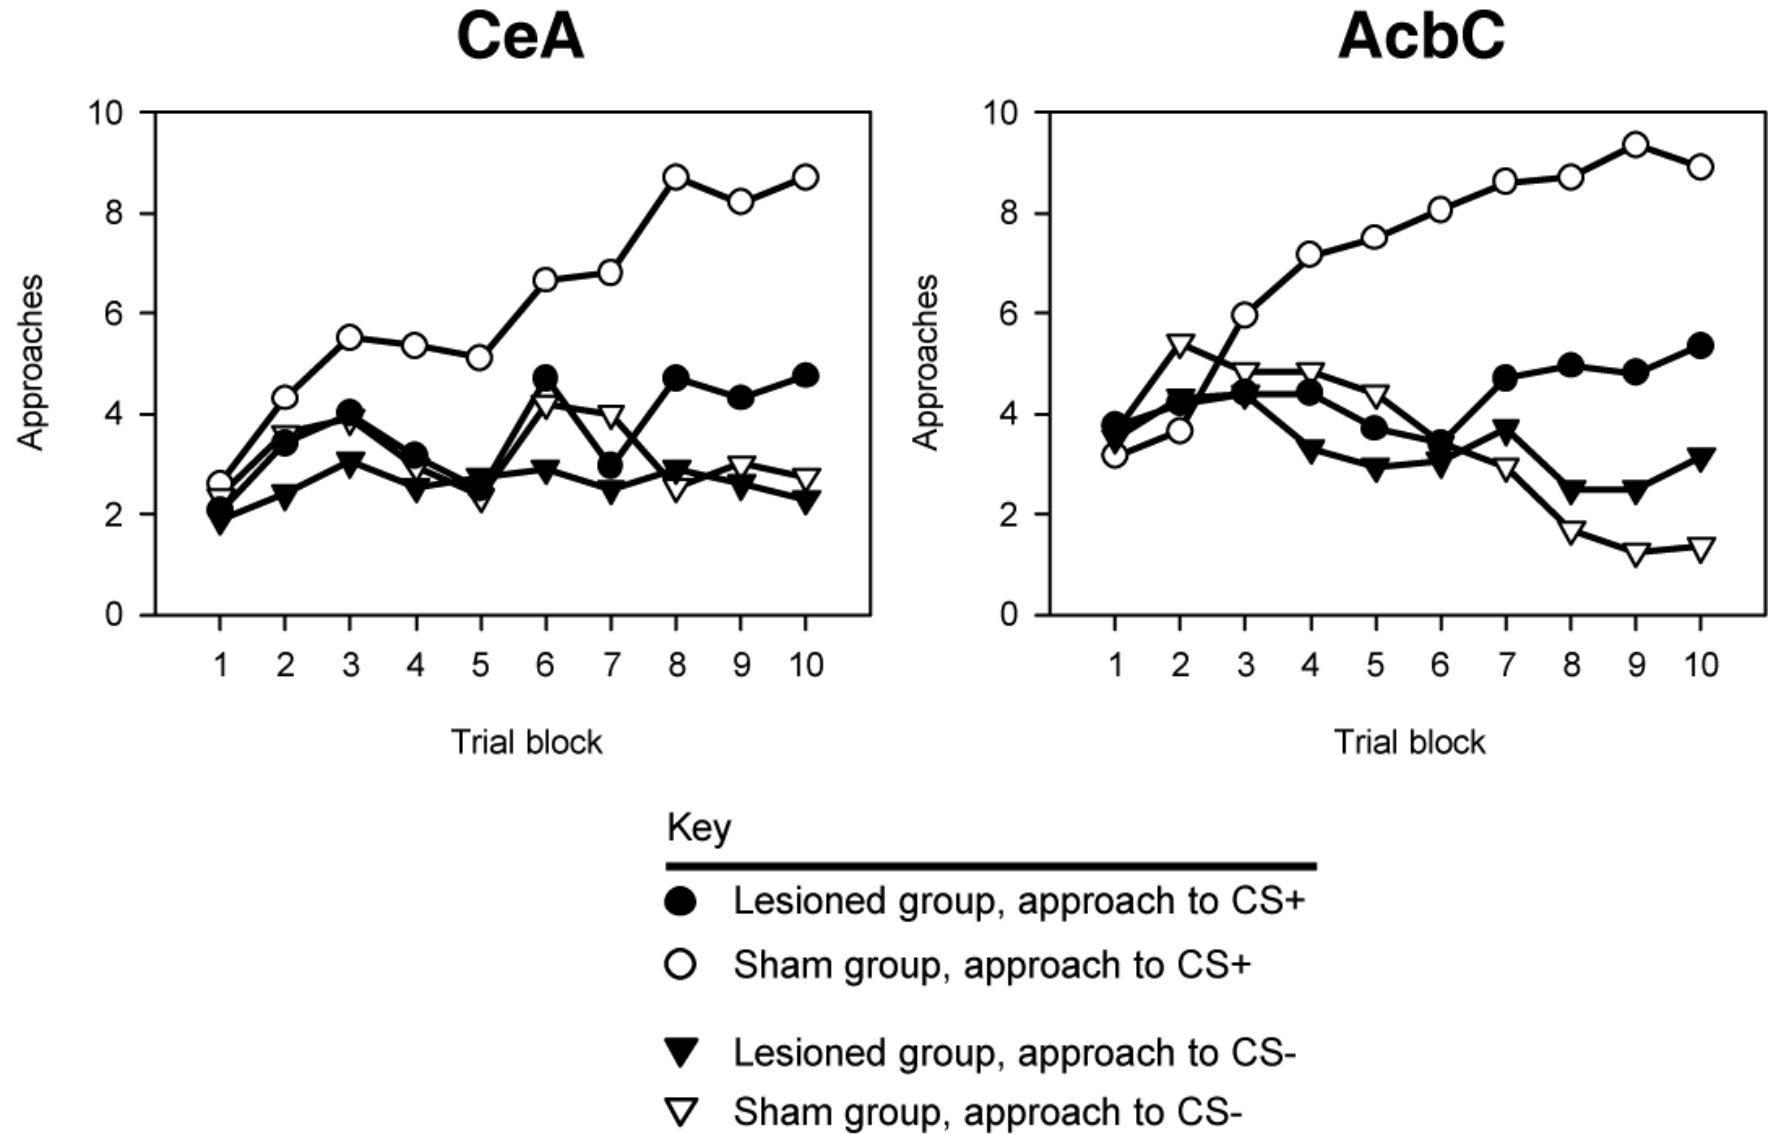 CeA
10
8
6
4
2
0
Approaches
1 2 3 4 5 6 7 8 9 10
Trial block
AcbC
10
8
6
4
2
0
Approaches
1 2 3 4 5 6 7 8 9 10
Trial block
Key
Lesioned group, approach to CS+
Sham group, approach to CS+
Lesioned group, approach to CS-
Sham group, approach to CS-